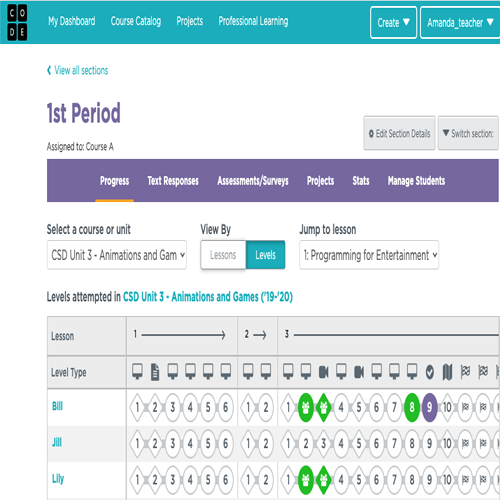 C O
D E
My Dashboard Course Catalog Projects Professional Learning Create ▼ Amanda_teacher ▼
View all sections
1st Period
Edit Section Details ▼ Switch section:
Assigned to: Course A
Progress Text Responses Assessments/Surveys Projects Stats Manage Students
Select a course or unit View By Jump to lesson
CSD Unit 3 - Animations and Gam Lessons Levels 1: Programming for Entertainment
Levels attempted in CSD Unit 3 - Animations and Games ('19-'20)
Lesson 1 2 3
Level Type
Bill 1 2 3 4 5 6 1 2 1 4 5 6 7 8 9 10
Jill 1 2 3 4 5 6 1 2 1 2 3 4 5 6 7 8 9 10
Lily 1 2 3 4 5 6 1 2 1 4 5 6 7 8 9 10